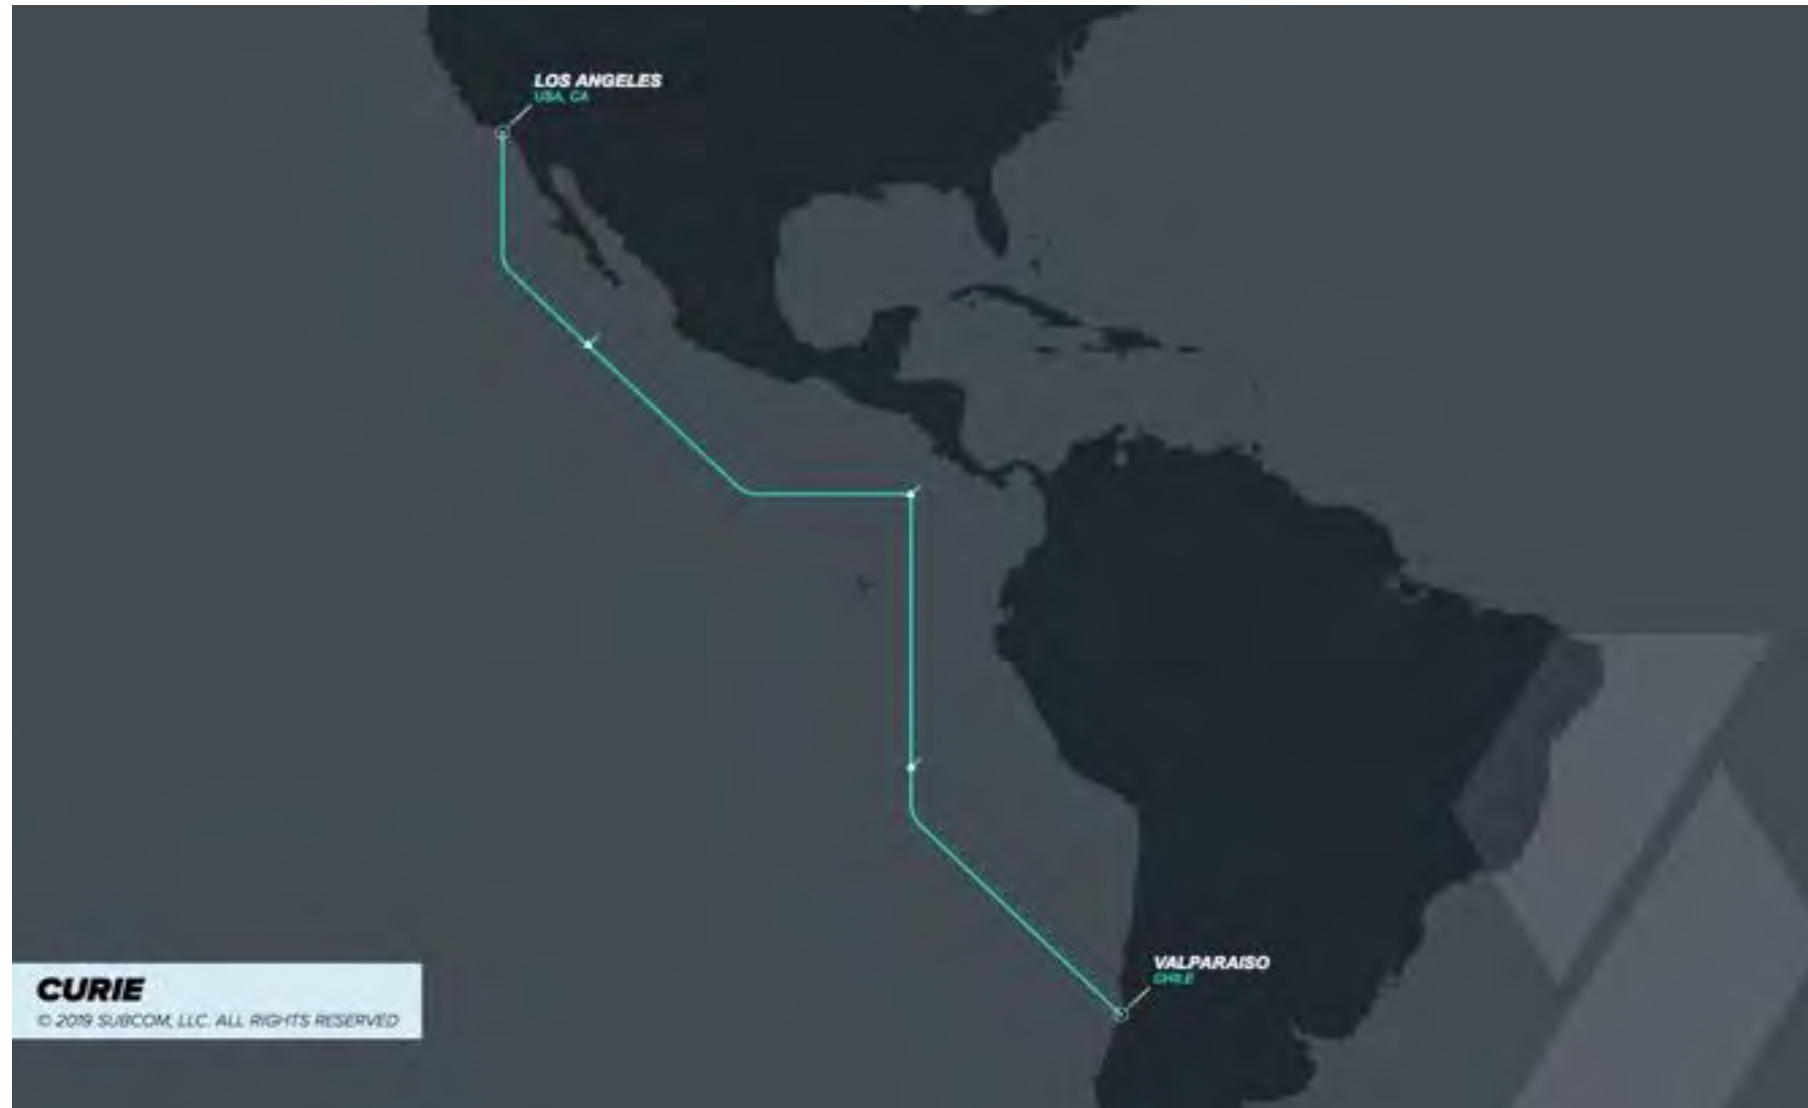 LOS ANGELES
USA, CA
VALPARAISO
CHILE
CURIE
© 2019 SUBCOM, LLC. ALL RIGHTS RESERVED